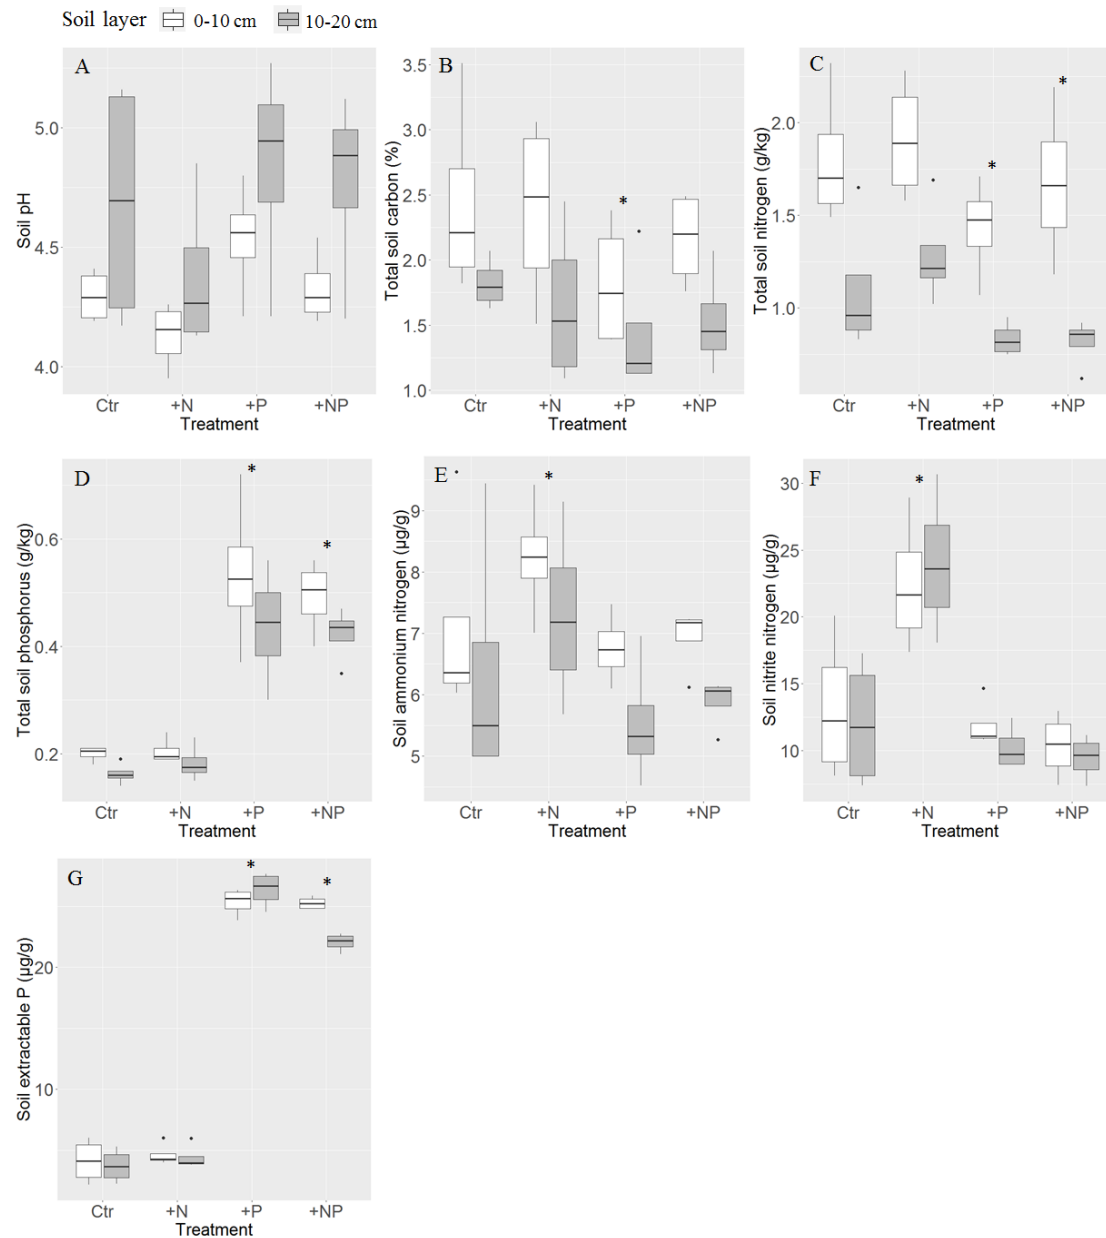 Soil layer 0-10 cm 10-20 cm
A
Soil pH
5.0
4.5
4.0
Ctr +N +P +NP
Treatment
B
Total soil carbon (%)
3.5
3.0
2.5
2.0
1.5
1.0
*
Ctr +N +P +NP
Treatment
C
Total soil nitrogen (g/kg)
2.0
1.5
1.0
* *
Ctr +N +P +NP
Treatment
D
Total soil phosphorus (g/kg)
0.6
0.4
0.2
* *
Ctr +N +P +NP
Treatment
E
Soil ammonium nitrogen (µg/g)
9
8
7
6
5
*
Ctr +N +P +NP
Treatment
F
Soil nitrite nitrogen (µg/g)
30
25
20
15
10
*
Ctr +N +P +NP
Treatment
G
Soil extractable P (µg/g)
20
10
* *
Ctr +N +P +NP
Treatment